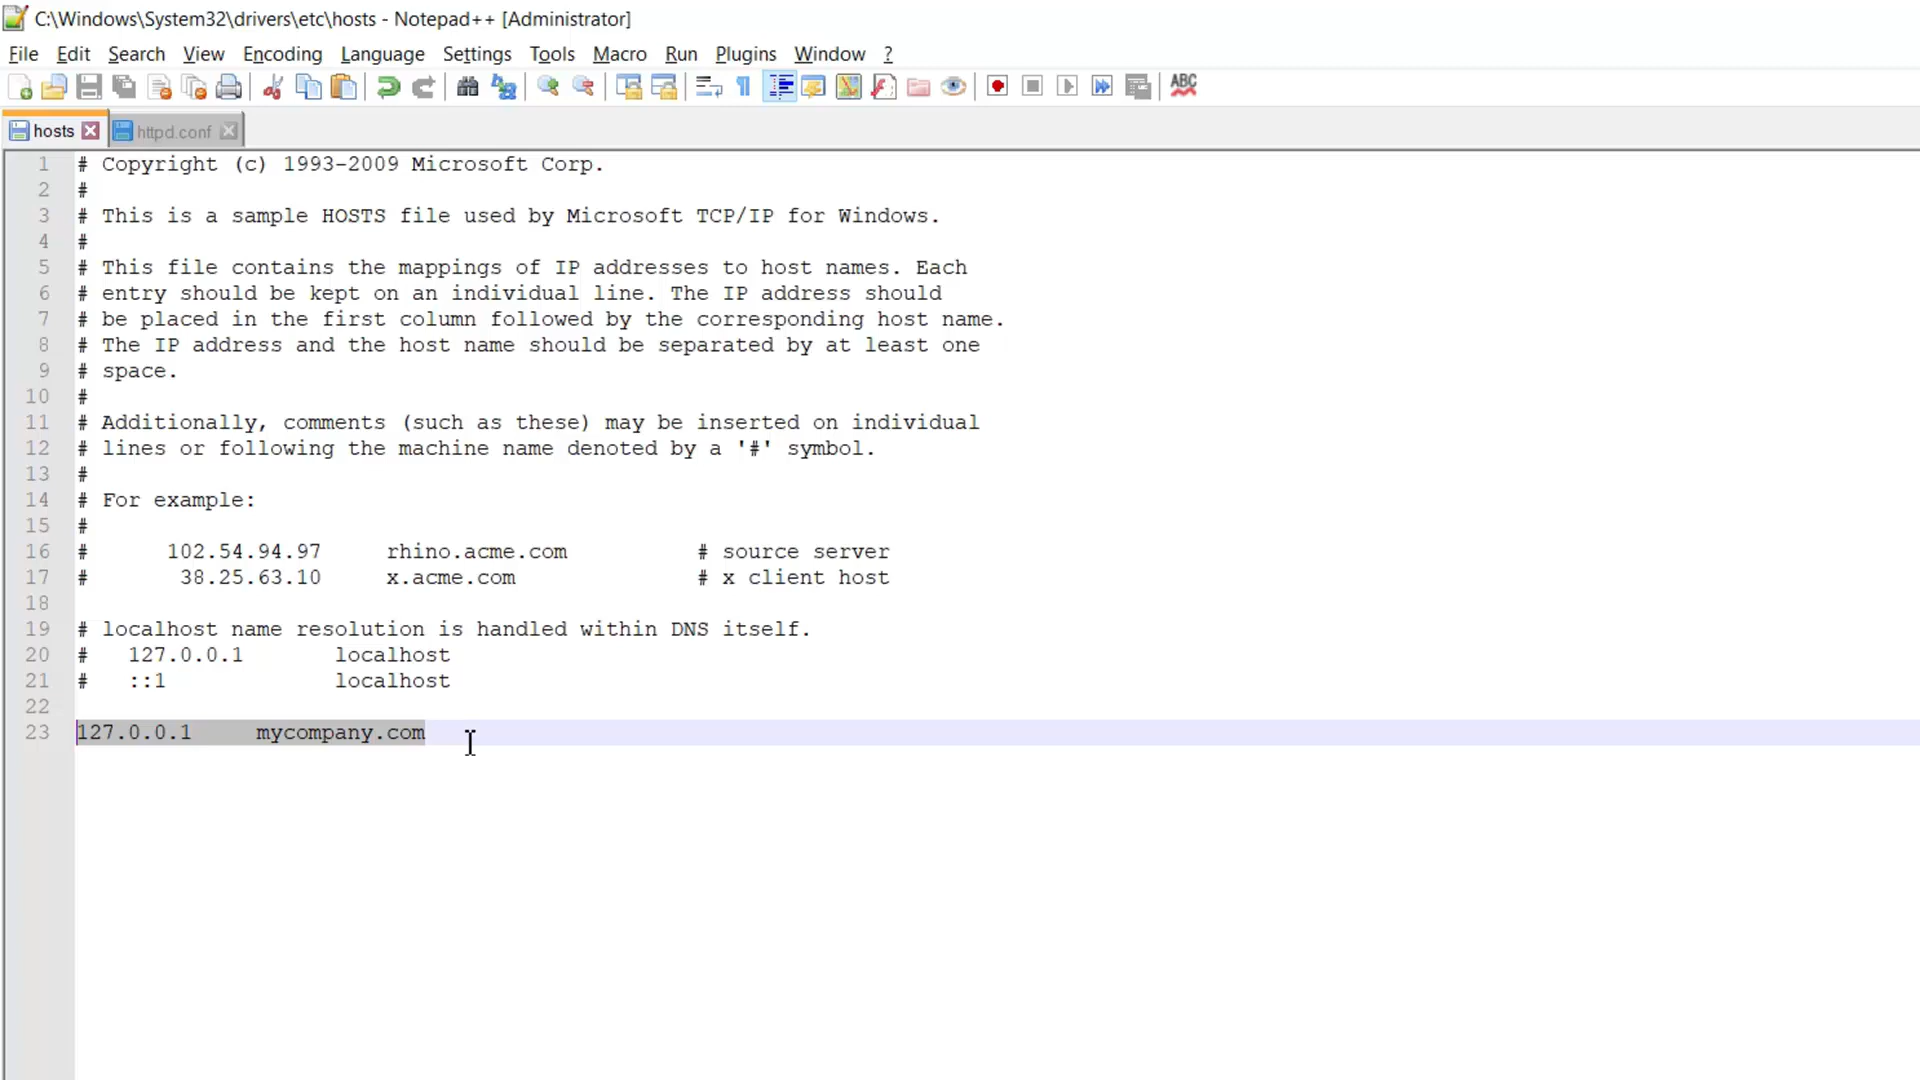 C:\Windows\System32\drivers\etc\hosts - Notepad++ [Administrator]
File Edit Search View Encoding Language Settings Tools Macro Run Plugins Window ?
ABC
hosts httpd.conf
1 # Copyright (c) 1993-2009 Microsoft Corp.
2 #
3 # This is a sample HOSTS file used by Microsoft TCP/IP for Windows.
4 #
5 # This file contains the mappings of IP addresses to host names. Each
6 # entry should be kept on an individual line. The IP address should
7 # be placed in the first column followed by the corresponding host name.
8 # The IP address and the host name should be separated by at least one
9 # space.
10 #
11 # Additionally, comments (such as these) may be inserted on individual
12 # lines or following the machine name denoted by a '#' symbol.
13 #
14 # For example:
15 #
16 # 102.54.94.97 rhino.acme.com # source server
17 # 38.25.63.10 x.acme.com # x client host
18
19 # localhost name resolution is handled within DNS itself.
20 # 127.0.0.1 localhost
21 # ::1 localhost
22
23 127.0.0.1 mycompany.com